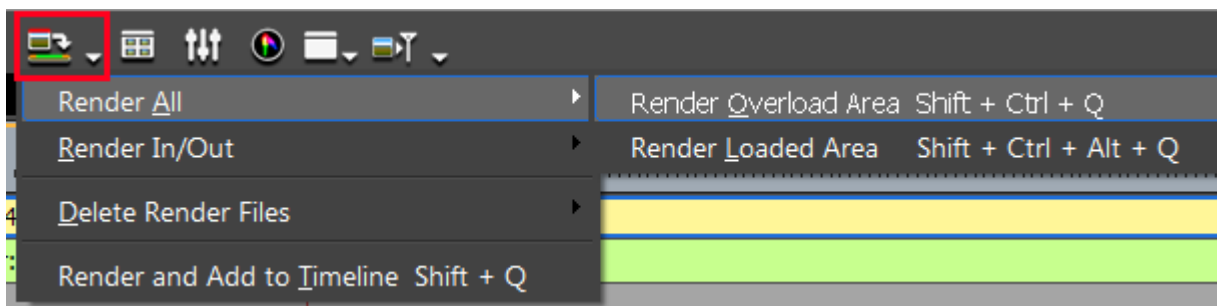 Render All
Render Overload Area Shift + Ctrl + Q
Render In/Out
Render Loaded Area Shift + Ctrl + Alt + Q
Delete Render Files
4
Render and Add to Timeline Shift + Q